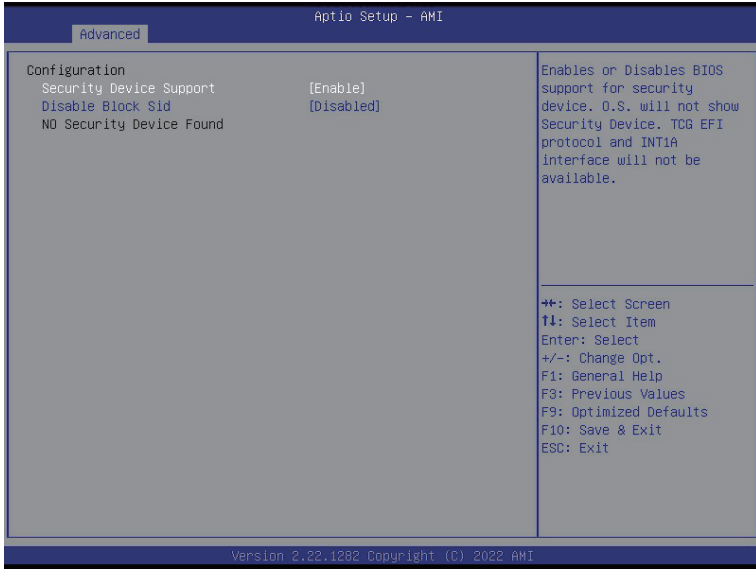 Aptio Setup – AMI
Advanced
Configuration
Security Device Support [Enable]
Disable Block Sid [Disabled]
NO Security Device Found
Enables or Disables BIOS
support for security
device. O.S. will not show
Security Device. TCG EFI
protocol and INT1A
interface will not be
available.
→←: Select Screen
↑↓: Select Item
Enter: Select
+/-: Change Opt.
F1: General Help
F3: Previous Values
F9: Optimized Defaults
F10: Save & Exit
ESC: Exit
Version 2.22.1282 Copyright (C) 2022 AMI